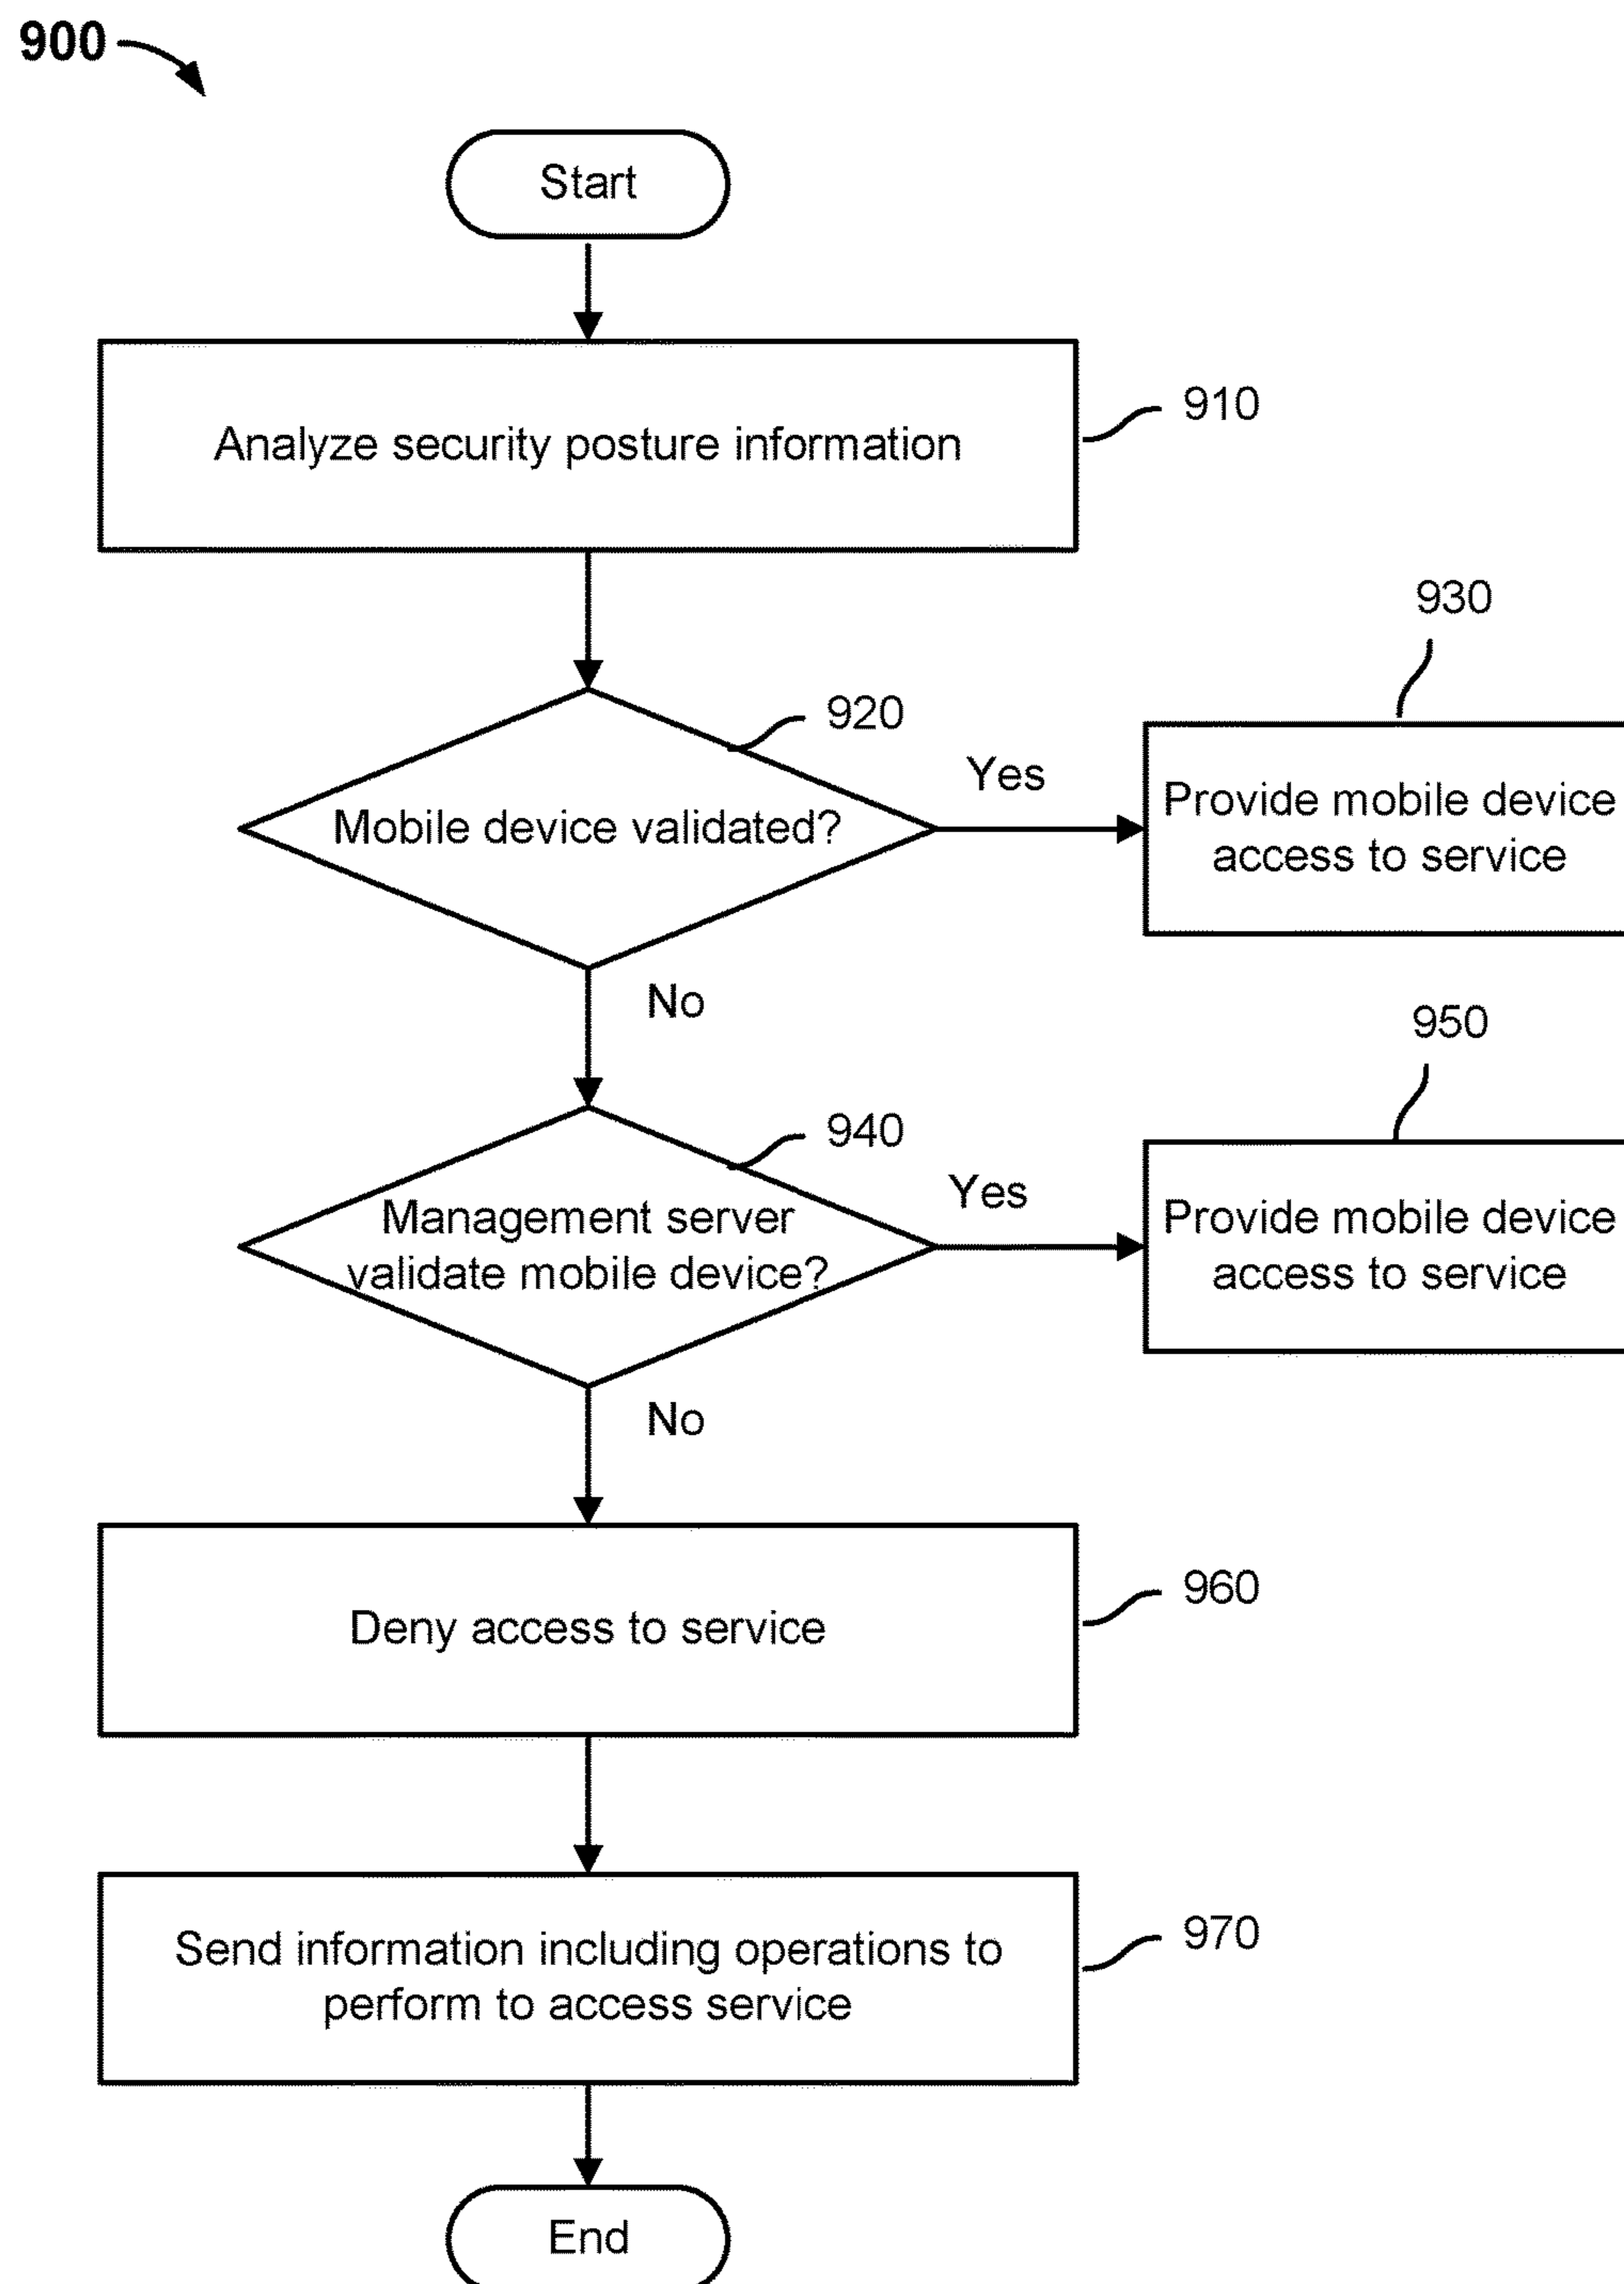 900
Start
Analyze security posture information
910
930
920
Yes
Mobile device validated?
Provide mobile device
access to service
No
950
940
Yes
Management server
validate mobile device?
Provide mobile device
access to service
No
Deny access to service
960
Send information including operations to
perform to access service
970
End